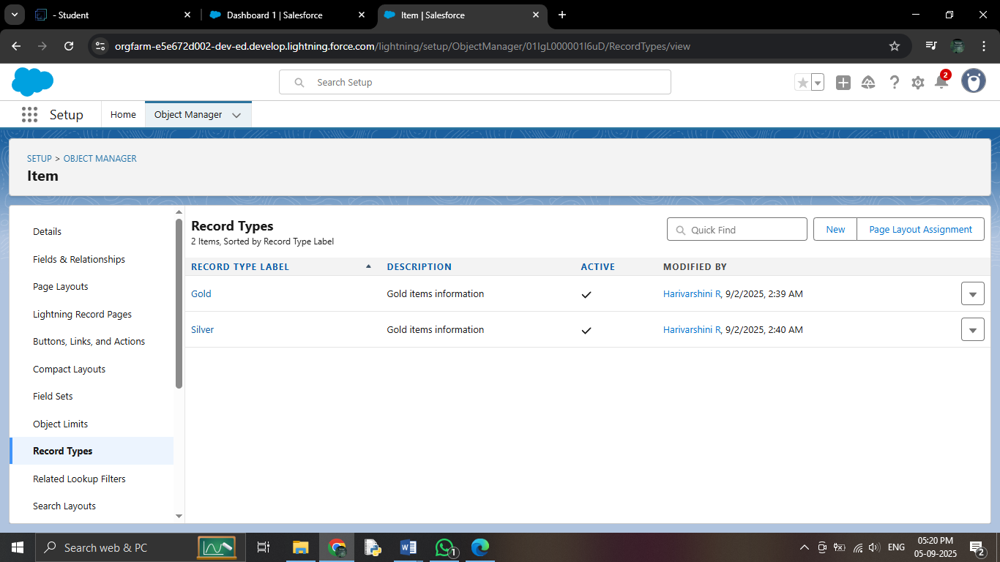 - Student
Dashboard 1 | Salesforce
Item | Salesforce
orgfarm-e5e672d002-dev-ed.develop.lightning.force.com/lightning/setup/ObjectManager/01IgL000001I6uD/RecordTypes/view
Search Setup
2
Setup
Home
Object Manager
SETUP > OBJECT MANAGER
Item
Details
Fields & Relationships
Page Layouts
Lightning Record Pages
Buttons, Links, and Actions
Compact Layouts
Field Sets
Object Limits
Record Types
Related Lookup Filters
Search Layouts
Record Types
2 Items, Sorted by Record Type Label
Quick Find
New
Page Layout Assignment
RECORD TYPE LABEL DESCRIPTION ACTIVE MODIFIED BY
Gold Gold items information Harivarshini R, 9/2/2025, 2:39 AM
Silver Gold items information Harivarshini R, 9/2/2025, 2:40 AM
Search web & PC
1
ENG
05:20 PM
05-09-2025
2